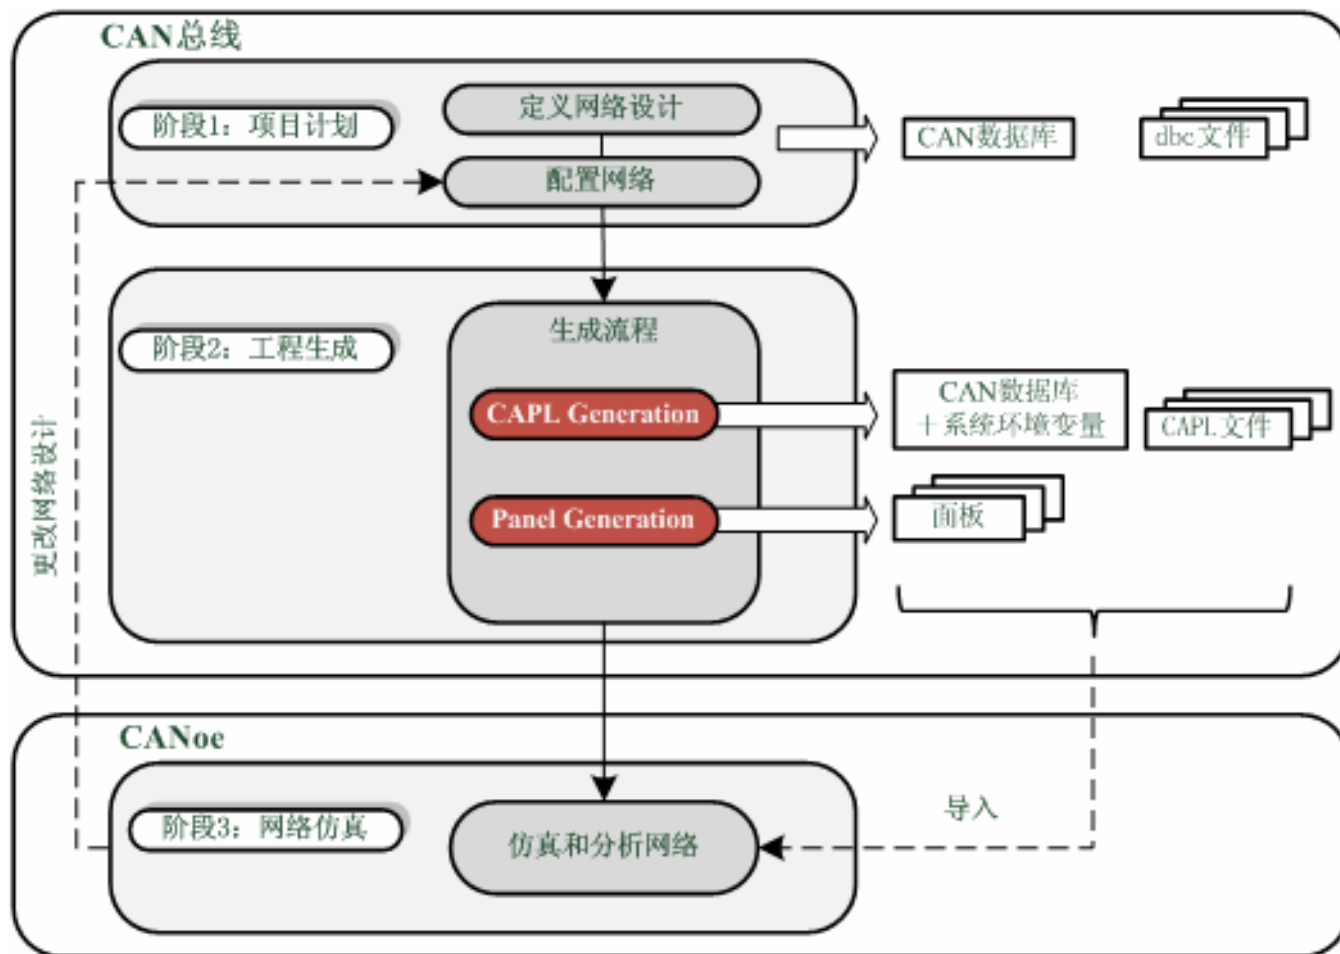 CAN总线
定义网络设计
阶段1：项目计划
CAN数据库
dbc文件
配置网络
生成流程
阶段2：工程生成
CAPL Generation
CAN数据库
＋系统环境变量
CAPL文件
Panel Generation
面板
更改网络设计
CANoe
阶段3：网络仿真
仿真和分析网络
导入